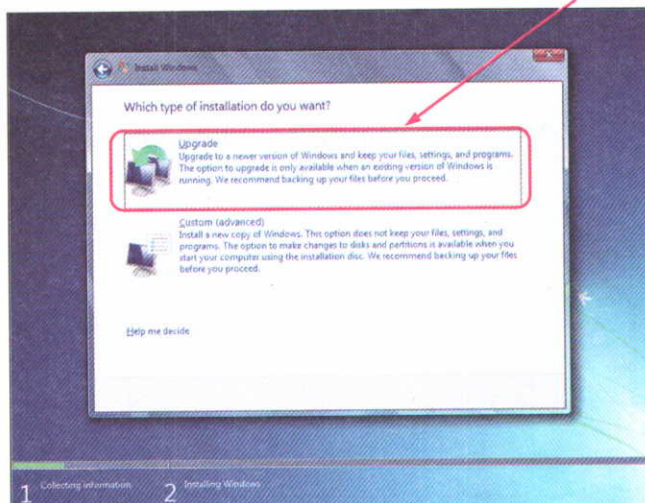 Install Windows
Which type of installation do you want?
Upgrade
Upgrade to a newer version of Windows and keep your files, settings, and programs.
The option to upgrade is only available when an existing version of Windows is
running. We recommend backing up your files before you proceed.
Custom (advanced)
Install a new copy of Windows. This option does not keep your files, settings, and
programs. The option to make changes to disks and partitions is available when you
start your computer using the installation disc. We recommend backing up your files
before you proceed.
Help me decide
1 Collecting information 2 Installing Windows